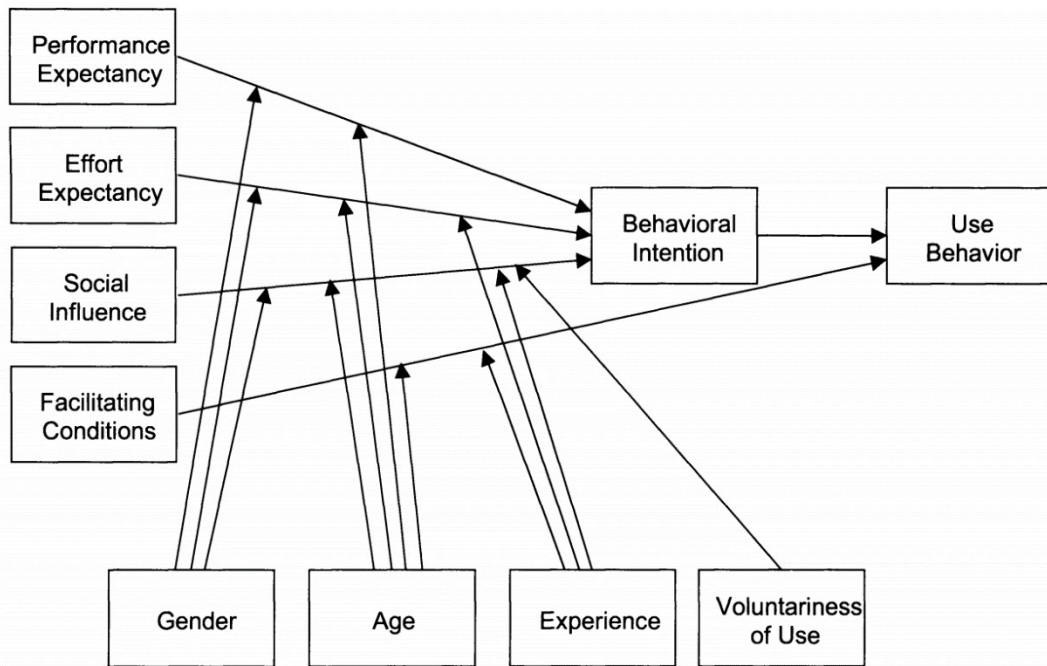 Performance
Expectancy
Effort
Expectancy
Social
Influence
Facilitating
Conditions
Behavioral
Intention
Use
Behavior
Gender
Age
Experience
Voluntariness
of Use